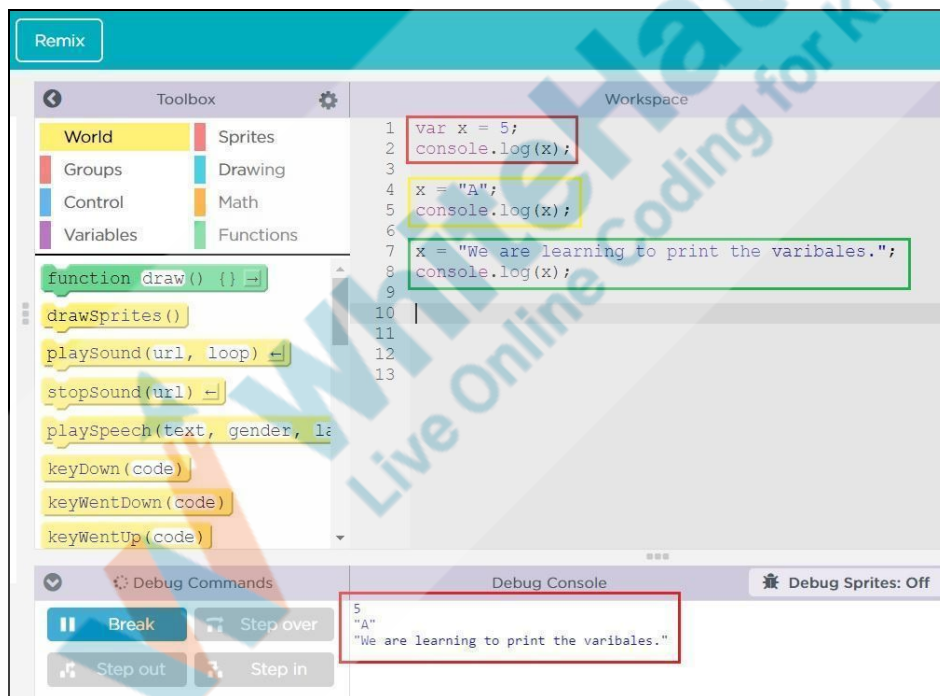 Remix
Toolbox
Workspace
World
Sprites
Groups
Drawing
Control
Math
Variables
Functions
function draw() {}
drawSprites()
playSound(url, loop)
stopSound(url)
playSpeech(text, gender, la
keyDown(code)
keyWentDown(code)
keyWentUp(code)
1 var x = 5;
2 console.log(x);
3
4 x = "A";
5 console.log(x);
6
7 x = "We are learning to print the varibales.";
8 console.log(x);
9
10
11
12
13
Debug Commands
Debug Console
Debug Sprites: Off
Break
Step over
Step out
Step in
5
"A"
"We are learning to print the varibales."
WhiteHat
Live Online Coding for